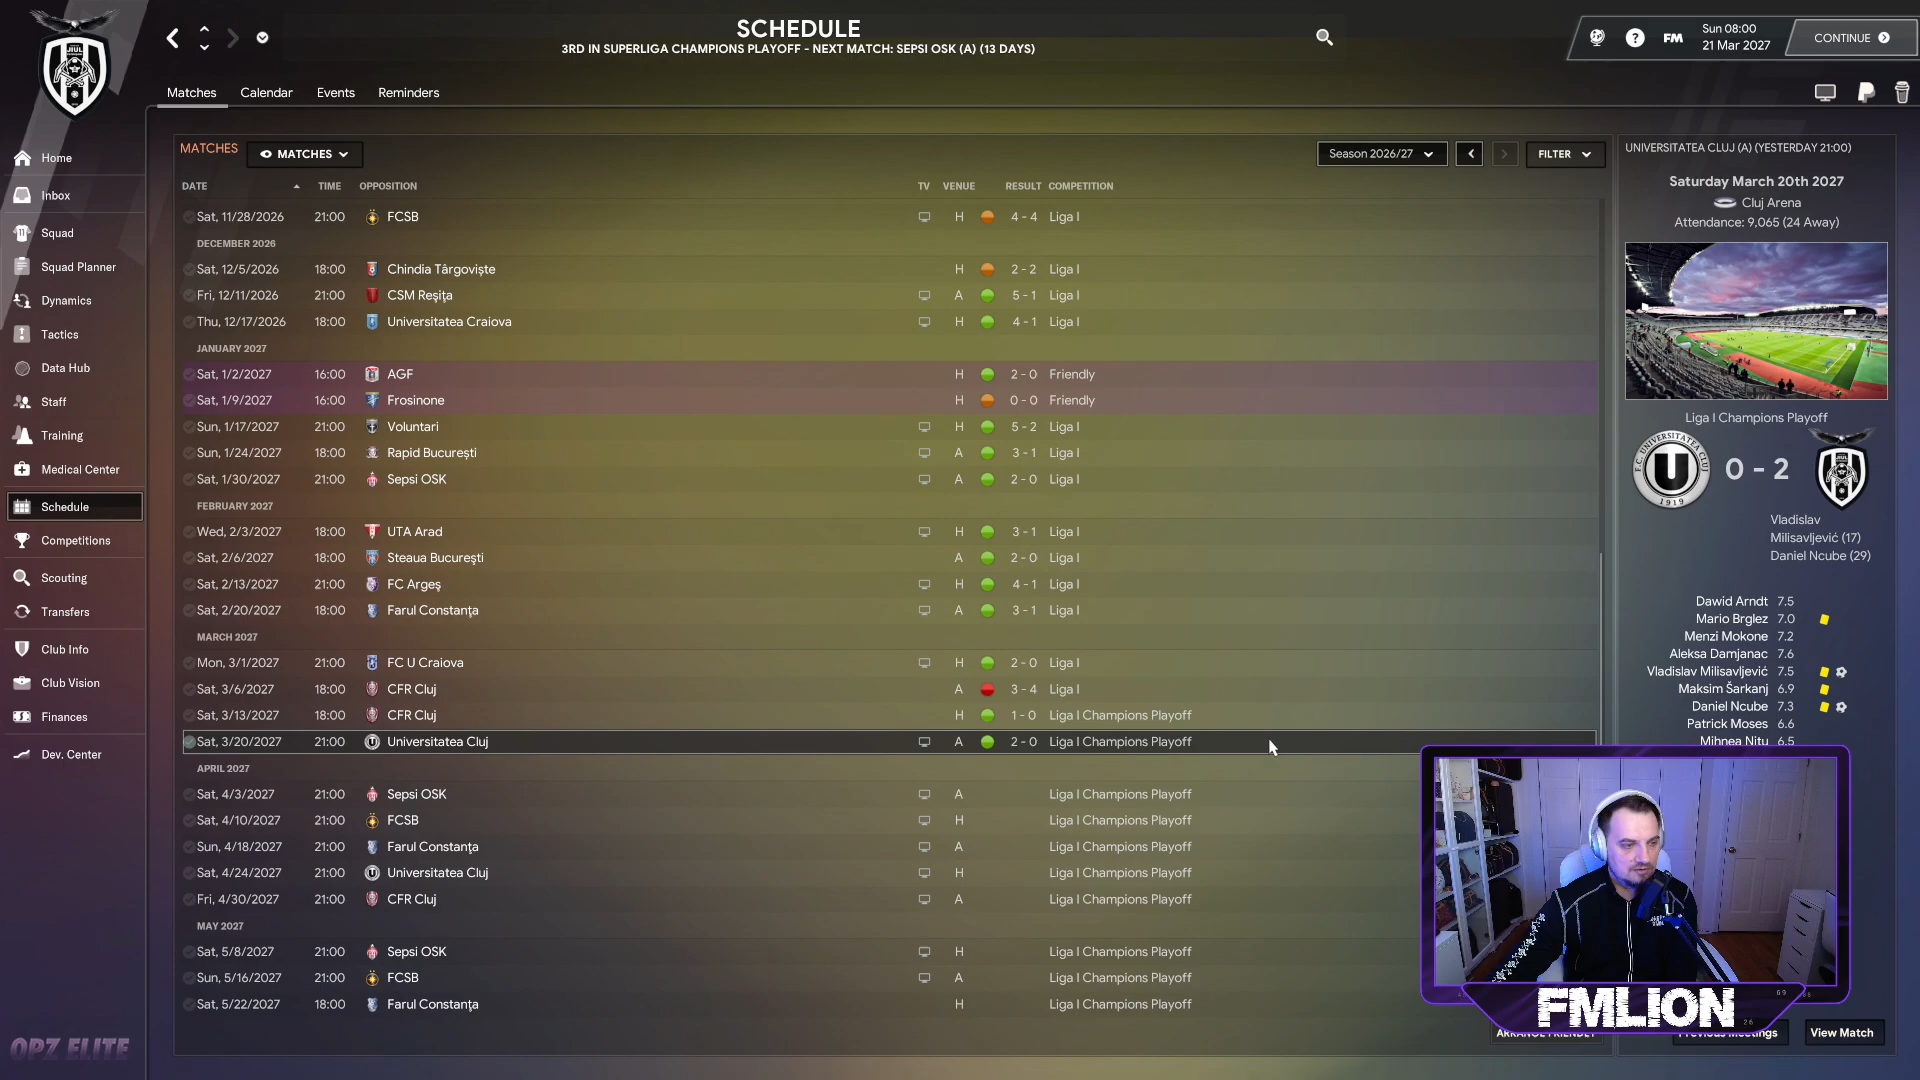 SCHEDULE
3RD IN SUPERLIGA CHAMPIONS PLAYOFF - NEXT MATCH: SEPSI OSK (A) (13 DAYS)
FM
Sun 08:00
21 Mar 2027
CONTINUE
Matches
Calendar
Events
Reminders
Home
Inbox
Squad
Squad Planner
Dynamics
Tactics
Data Hub
Staff
Training
Medical Center
Schedule
Competitions
Scouting
Transfers
Club Info
Club Vision
Finances
Dev. Center
OPZ ELITE
MATCHES
MATCHES
Season 2026/27
FILTER
DATE TIME OPPOSITION TV VENUE RESULT COMPETITION
Sat, 11/28/2026 21:00 FCSB H 4 - 4 Liga I
DECEMBER 2026
Sat, 12/5/2026 18:00 Chindia Târgoviște H 2 - 2 Liga I
Fri, 12/11/2026 21:00 CSM Reșița A 5 - 1 Liga I
Thu, 12/17/2026 18:00 Universitatea Craiova H 4 - 1 Liga I
JANUARY 2027
Sat, 1/2/2027 16:00 AGF H 2 - 0 Friendly
Sat, 1/9/2027 16:00 Frosinone H 0 - 0 Friendly
Sun, 1/17/2027 21:00 Voluntari H 5 - 2 Liga I
Sun, 1/24/2027 18:00 Rapid București A 3 - 1 Liga I
Sat, 1/30/2027 21:00 Sepsi OSK A 2 - 0 Liga I
FEBRUARY 2027
Wed, 2/3/2027 18:00 UTA Arad H 3 - 1 Liga I
Sat, 2/6/2027 18:00 Steaua București A 2 - 0 Liga I
Sat, 2/13/2027 21:00 FC Argeș H 4 - 1 Liga I
Sat, 2/20/2027 18:00 Farul Constanța A 3 - 1 Liga I
MARCH 2027
Mon, 3/1/2027 21:00 FC U Craiova H 2 - 0 Liga I
Sat, 3/6/2027 18:00 CFR Cluj A 3 - 4 Liga I
Sat, 3/13/2027 18:00 CFR Cluj H 1 - 0 Liga I Champions Playoff
Sat, 3/20/2027 21:00 Universitatea Cluj A 2 - 0 Liga I Champions Playoff
APRIL 2027
Sat, 4/3/2027 21:00 Sepsi OSK A Liga I Champions Playoff
Sat, 4/10/2027 21:00 FCSB H Liga I Champions Playoff
Sun, 4/18/2027 21:00 Farul Constanța A Liga I Champions Playoff
Sat, 4/24/2027 21:00 Universitatea Cluj H Liga I Champions Playoff
Fri, 4/30/2027 21:00 CFR Cluj A Liga I Champions Playoff
MAY 2027
Sat, 5/8/2027 21:00 Sepsi OSK H Liga I Champions Playoff
Sun, 5/16/2027 21:00 FCSB A Liga I Champions Playoff
Sat, 5/22/2027 18:00 Farul Constanța H Liga I Champions Playoff
UNIVERSITATEA CLUJ (A) (YESTERDAY 21:00)
Saturday March 20th 2027
Cluj Arena
Attendance: 9,065 (24 Away)
Liga I Champions Playoff
0 - 2
Vladislav
Milisavljević (17)
Daniel Ncube (29)
Dawid Arndt 7.5
Mario Brglez 7.0
Menzi Mokone 7.2
Aleksa Damjanac 7.6
Vladislav Milisavljević 7.5
Maksim Šarkanj 6.9
Daniel Ncube 7.3
Patrick Moses 6.6
Mihnea Nitu 6.5
FMLION
View Match